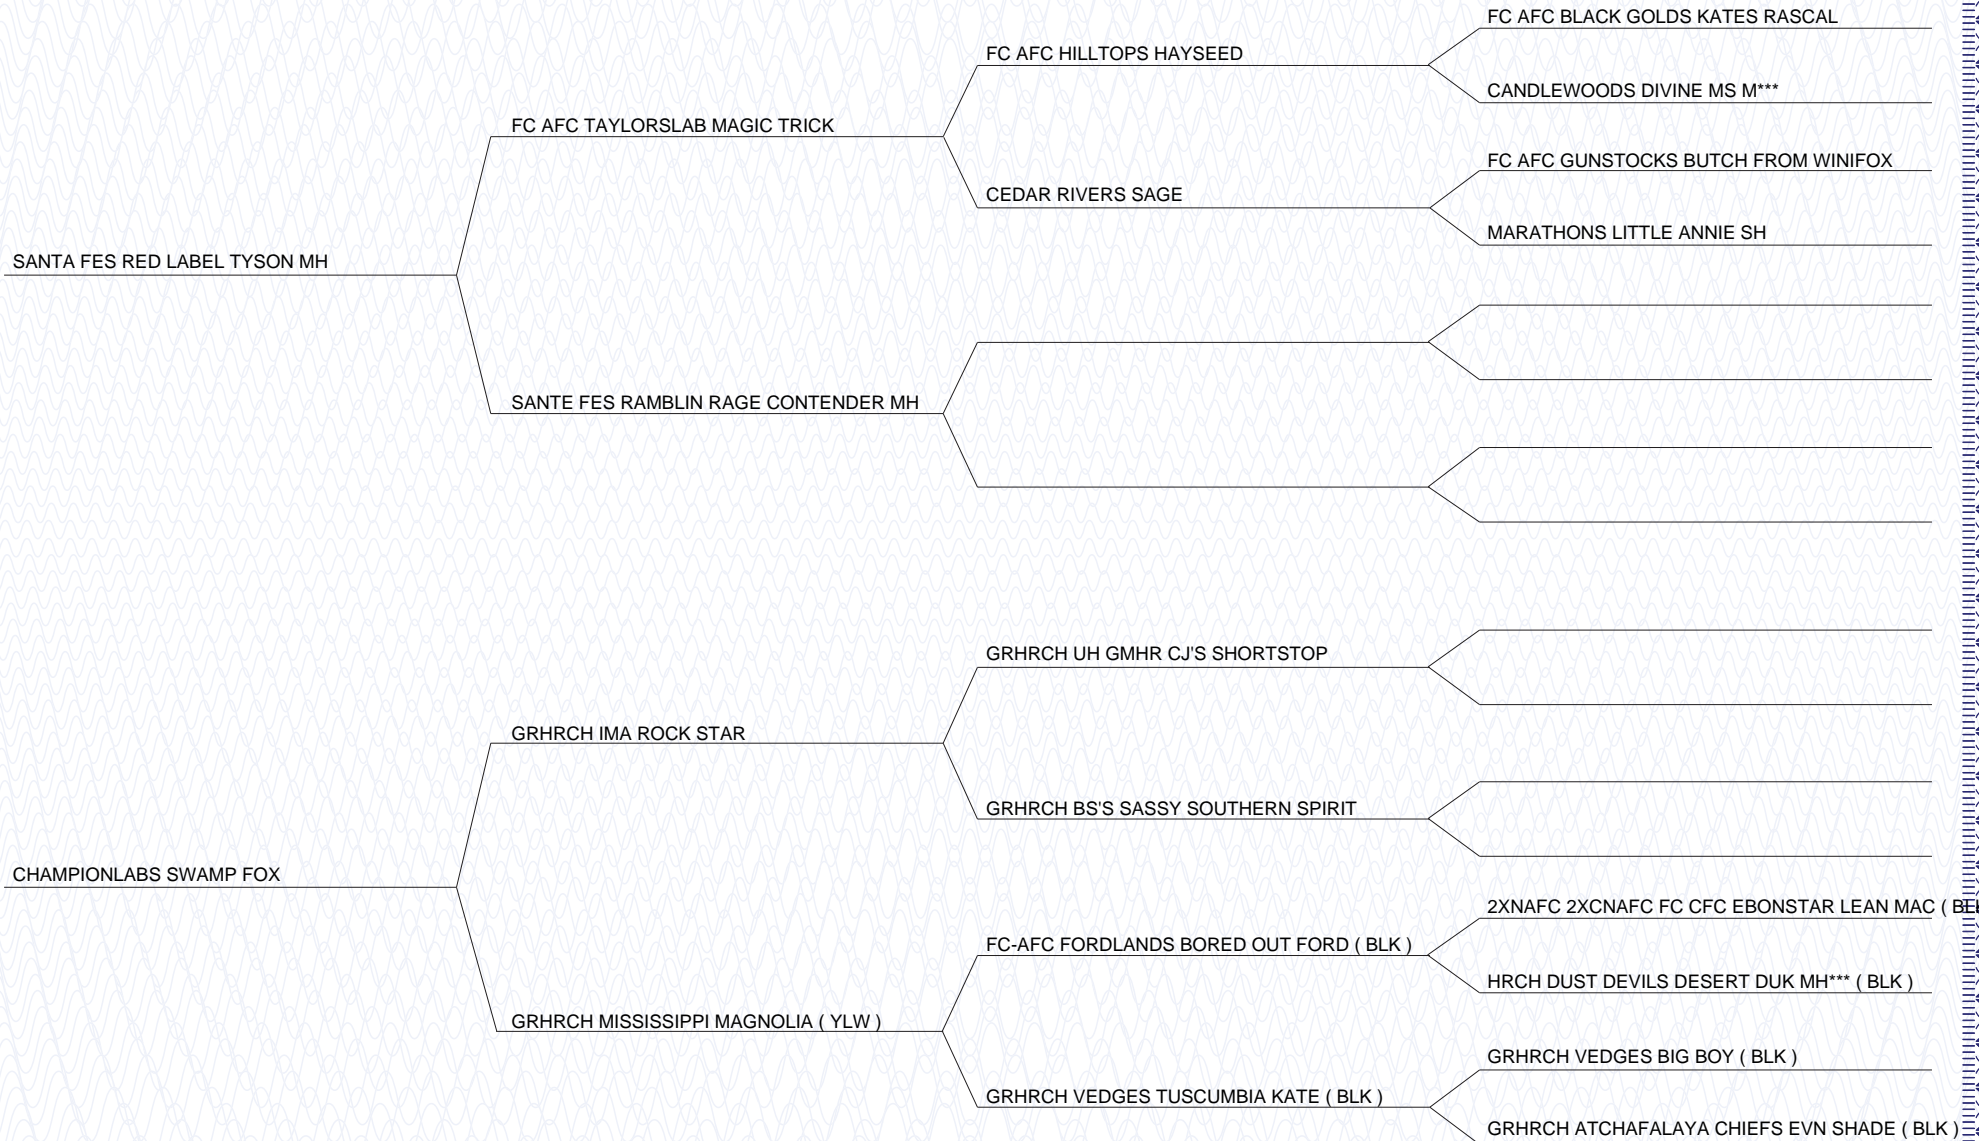 FC AFC BLACK GOLDS KATES RASCAL
FC AFC HILLTOPS HAYSEED
CANDLEWOODS DIVINE MS M***
FC AFC TAYLORSLAB MAGIC TRICK
FC AFC GUNSTOCKS BUTCH FROM WINIFOX
CEDAR RIVERS SAGE
MARATHONS LITTLE ANNIE SH
SANTA FES RED LABEL TYSON MH
SANTE FES RAMBLIN RAGE CONTENDER MH
GRHRCH UH GMHR CJ'S SHORTSTOP
GRHRCH IMA ROCK STAR
GRHRCH BS'S SASSY SOUTHERN SPIRIT
CHAMPIONLABS SWAMP FOX
2XNAFC 2XCNAFC FC CFC EBONSTAR LEAN MAC (
FC-AFC FORDLANDS BORED OUT FORD ( BLK )
HRCH DUST DEVILS DESERT DUK MH*** ( BLK )
GRHRCH MISSISSIPPI MAGNOLIA ( YLW )
GRHRCH VEDGES BIG BOY ( BLK )
GRHRCH VEDGES TUSCUMBIA KATE ( BLK )
GRHRCH ATCHAFALAYA CHIEFS EVN SHADE ( BLK )